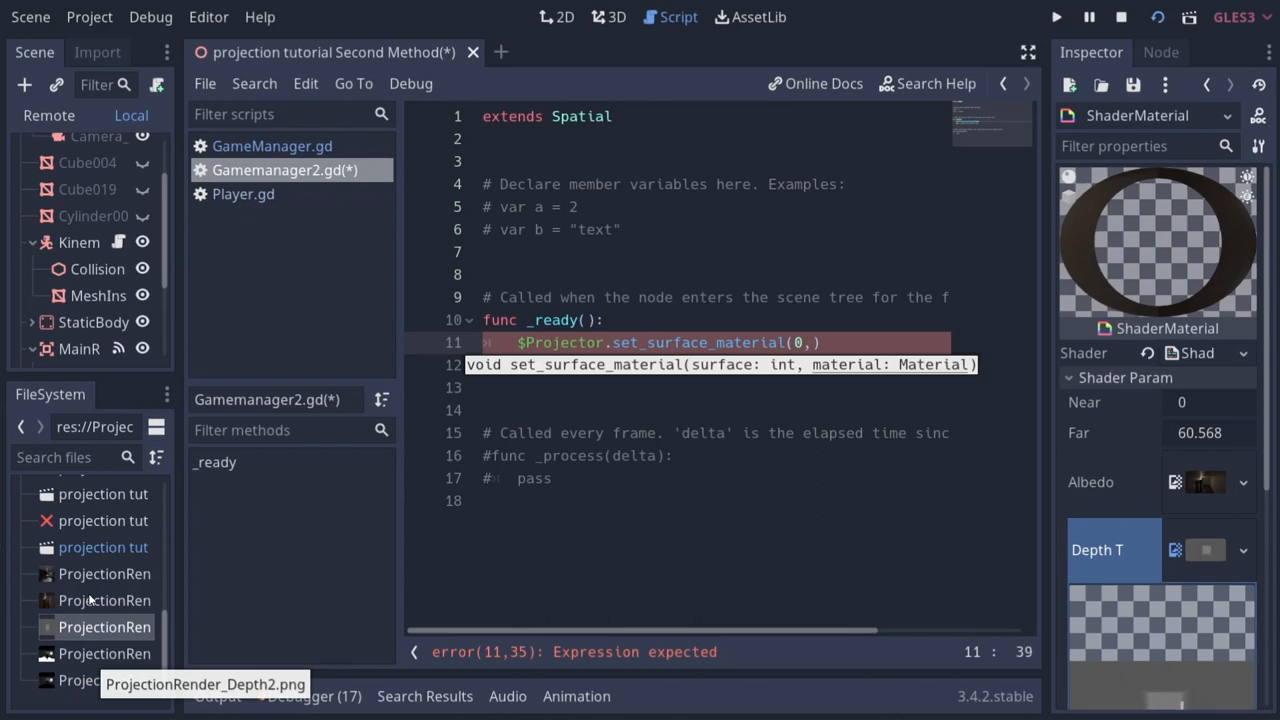 Scene Project Debug Editor Help 2D 3D Script AssetLib GLES3
Scene Import projection tutorial Second Method(*) Inspector Node
Filter File Search Edit Go To Debug Online Docs Search Help
Remote Local Filter scripts ShaderMaterial
Camera_ GameManager.gd Filter properties
Cube004 Gamemanager2.gd(*)
Cube019 Player.gd
Cylinder00
Kinem
Collision
MeshIns
StaticBody
MainR
1 extends Spatial
2
3
4 # Declare member variables here. Examples:
5 # var a = 2
6 # var b = "text"
7
8
9 # Called when the node enters the scene tree for the f
10 func _ready():
11 $Projector.set_surface_material(0,)
12 void set_surface_material(surface: int, material: Material)
13
14
15 # Called every frame. 'delta' is the elapsed time sinc
16 #func _process(delta):
17 # pass
18
ShaderMaterial
Shader Shad
Shader Param
Near 0
Far 60.568
Albedo
Depth T
FileSystem
res://Projec
Search files
Gamemanager2.gd(*)
Filter methods
_ready
projection tut
projection tut
projection tut
ProjectionRen
ProjectionRen
ProjectionRen
ProjectionRen
Proje
ProjectionRender_Depth2.png
error(11,35): Expression expected 11 : 39
Debugger (17) Search Results Audio Animation 3.4.2.stable